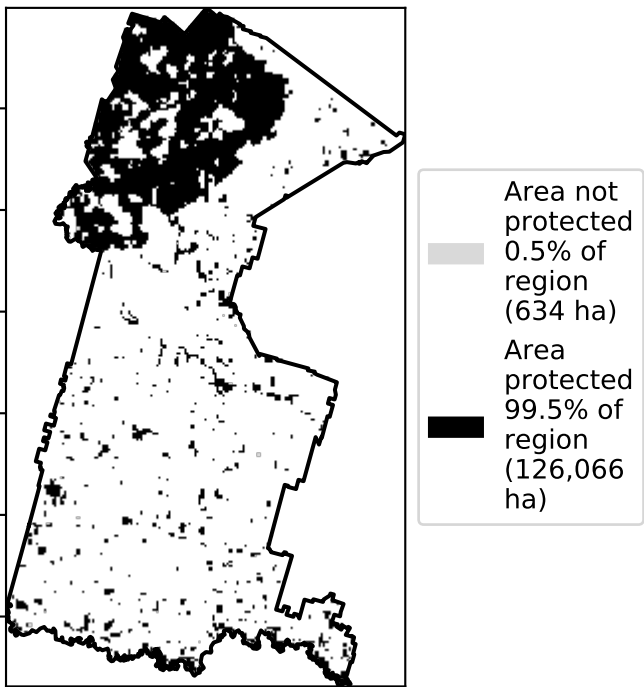 Area not
protected
0.5% of
region
(634 ha)
Area
protected
99.5% of
region
(126,066
ha)